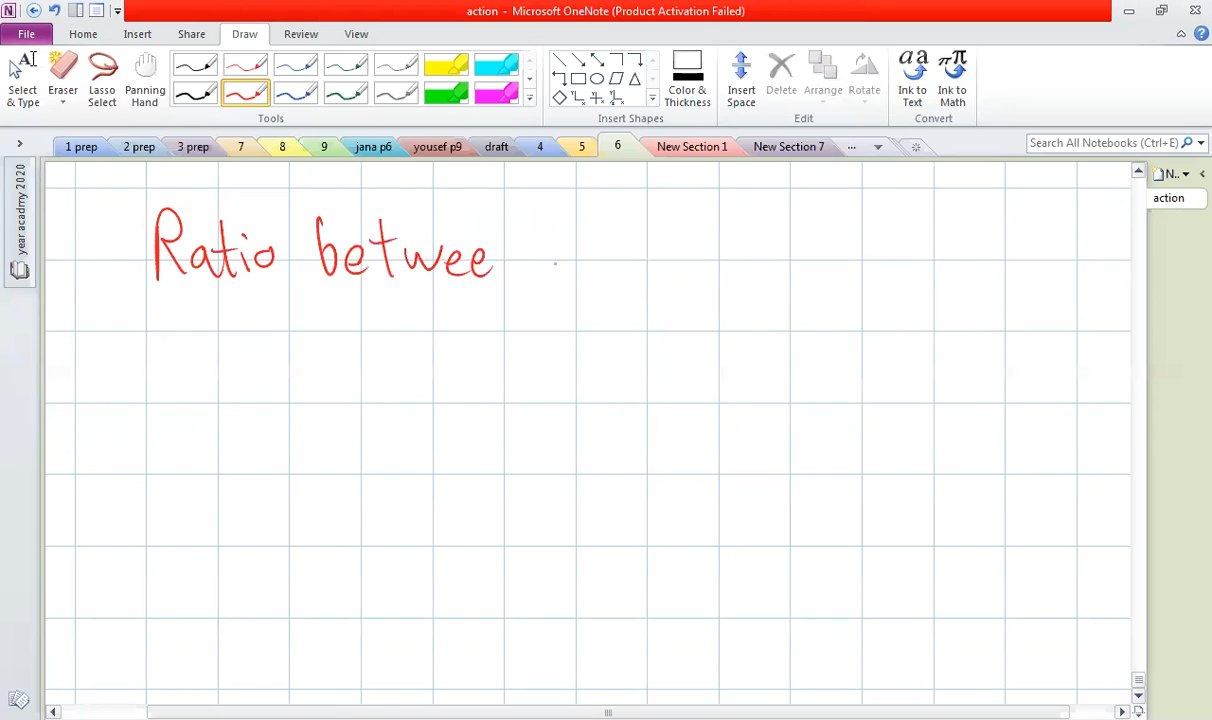 action - Microsoft OneNote (Product Activation Failed)
File Home Insert Share Draw Review View
Select & Type Eraser Lasso Select Panning Hand Color & Thickness Insert Space Delete Arrange Rotate Ink to Text Ink to Math
Tools Insert Shapes Edit Convert
1 prep 2 prep 3 prep 7 8 9 jana p6 yousef p9 draft 4 5 6 New Section 1 New Section 7 ... Search All Notebooks (Ctrl+E)
N..
action
year acadmy 2020
Ratio betwee